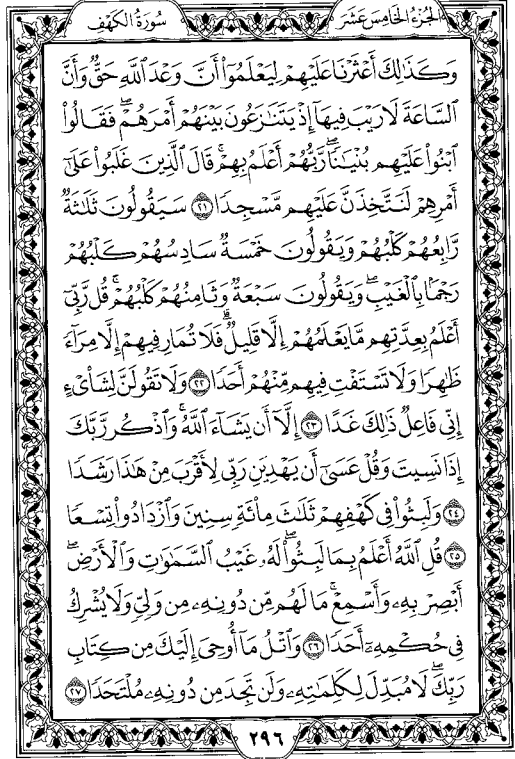 الجزء الخامس عشر
سورة الكهف
وَكَذَٰلِكَ أَعْثَرْنَا عَلَيْهِمْ لِيَعْلَمُوٓا۟ أَنَّ وَعْدَ ٱللَّهِ حَقٌّ وَأَنَّ
ٱلسَّاعَةَ لَا رَيْبَ فِيهَآ إِذْ يَتَنَٰزَعُونَ بَيْنَهُمْ أَمْرَهُمْ ۖ فَقَالُوا۟
ٱبْنُوا۟ عَلَيْهِم بُنْيَٰنًا ۖ رَّبُّهُمْ أَعْلَمُ بِهِمْ ۚ قَالَ ٱلَّذِينَ غَلَبُوا۟ عَلَىٰٓ
أَمْرِهِمْ لَنَتَّخِذَنَّ عَلَيْهِم مَّسْجِدًا ٢١ سَيَقُولُونَ ثَلَٰثَةٌ
رَّابِعُهُمْ كَلْبُهُمْ وَيَقُولُونَ خَمْسَةٌ سَادِسُهُمْ كَلْبُهُمْ
رَجْمًۢا بِٱلْغَيْبِ ۖ وَيَقُولُونَ سَبْعَةٌ وَثَامِنُهُمْ كَلْبُهُمْ ۚ قُل رَّبِّىٓ
أَعْلَمُ بِعِدَّتِهِم مَّا يَعْلَمُهُمْ إِلَّا قَلِيلٌ ۗ فَلَا تُمَارِ فِيهِمْ إِلَّا مِرَآءً
ظَٰهِرًا وَلَا تَسْتَفْتِ فِيهِم مِّنْهُمْ أَحَدًا ٢٢ وَلَا تَقُولَنَّ لِشَا۟ىْءٍ
إِنِّى فَاعِلٌ ذَٰلِكَ غَدًا ٢٣ إِلَّآ أَن يَشَآءَ ٱللَّهُ ۚ وَٱذْكُر رَّبَّكَ
إِذَا نَسِيتَ وَقُلْ عَسَىٰٓ أَن يَهْدِيَنِ رَبِّى لِأَقْرَبَ مِنْ هَٰذَا رَشَدًا
٢٤ وَلَبِثُوا۟ فِى كَهْفِهِمْ ثَلَٰثَ مِا۟ئَةٍ سِنِينَ وَٱزْدَادُوا۟ تِسْعًا
٢٥ قُلِ ٱللَّهُ أَعْلَمُ بِمَا لَبِثُوا۟ ۖ لَهُۥ غَيْبُ ٱلسَّمَٰوَٰتِ وَٱلْأَرْضِ ۖ
أَبْصِرْ بِهِۦ وَأَسْمِعْ ۚ مَا لَهُم مِّن دُونِهِۦ مِن وَلِىٍّ وَلَا يُشْرِكُ
فِى حُكْمِهِۦٓ أَحَدًا ٢٦ وَٱتْلُ مَآ أُوحِىَ إِلَيْكَ مِن كِتَابِ
رَبِّكَ ۖ لَا مُبَدِّلَ لِكَلِمَٰتِهِۦ وَلَن تَجِدَ مِن دُونِهِۦ مُلْتَحَدًا ٢٧
٢٩٦